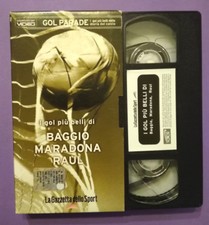 VIDEO
GOL PARADE
I gol più belli di
BAGGIO
MARADONA
RAUL
La Gazzetta dello Sport
I GOL PIÙ BELLI DI
Baggio, Maradona, Raul